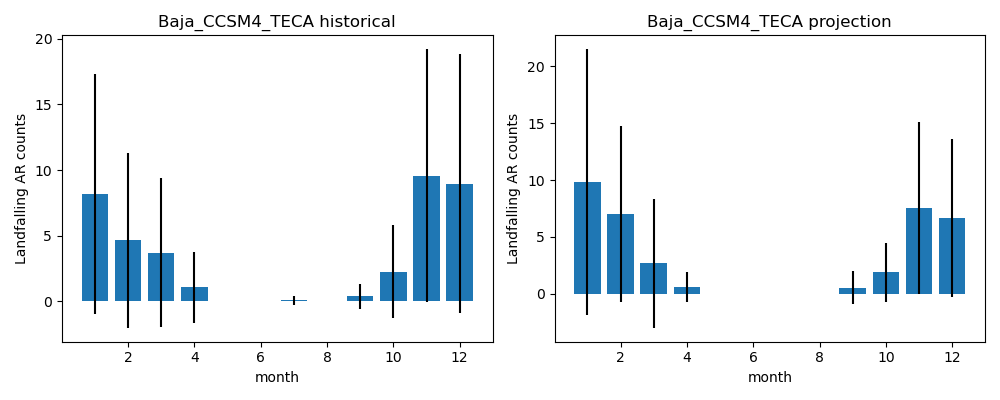 Baja_CCSM4_TECA historical
Landfalling AR counts
20
15
10
5
0
2 4 6 8 10 12
month
Baja_CCSM4_TECA projection
Landfalling AR counts
20
15
10
5
0
2 4 6 8 10 12
month